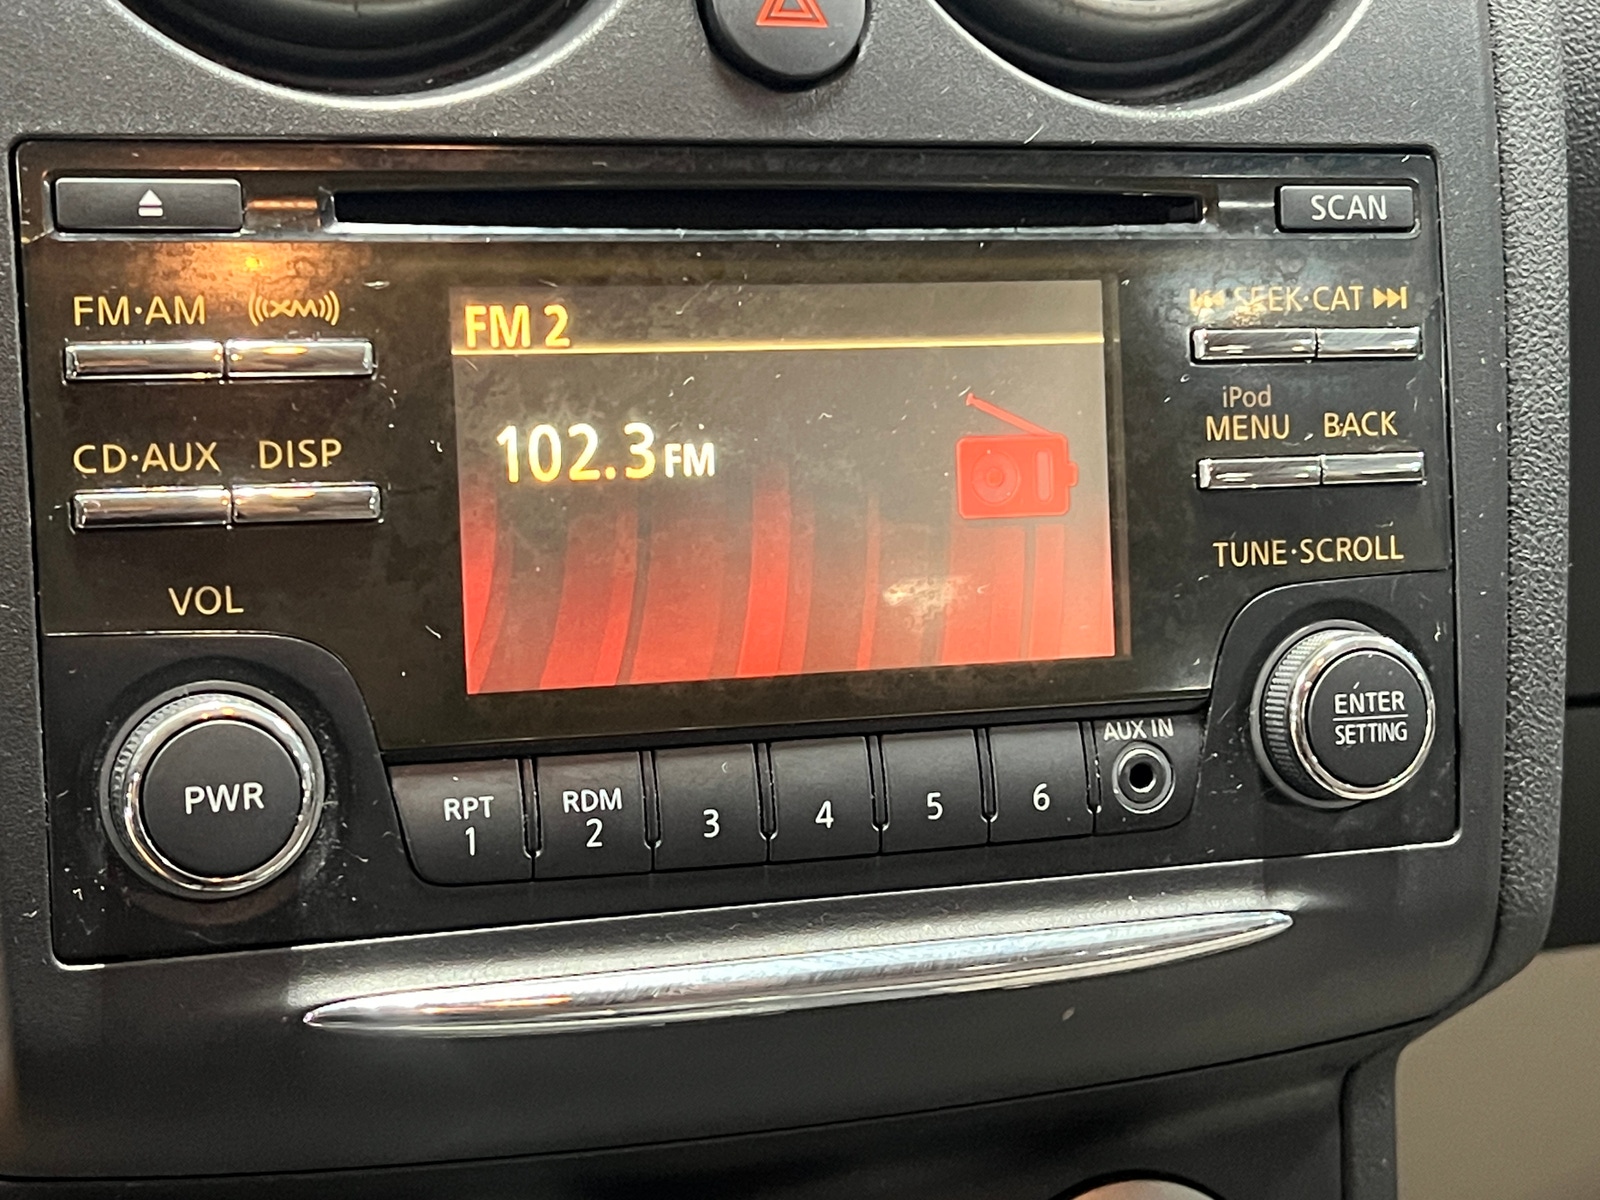 SCAN
FM·AM
((XM))
SEEK·CAT
FM 2
102.3 FM
iPod
MENU
BACK
CD·AUX
DISP
TUNE·SCROLL
VOL
PWR
ENTER
SETTING
RPT
1
RDM
2
3
4
5
6
AUX IN